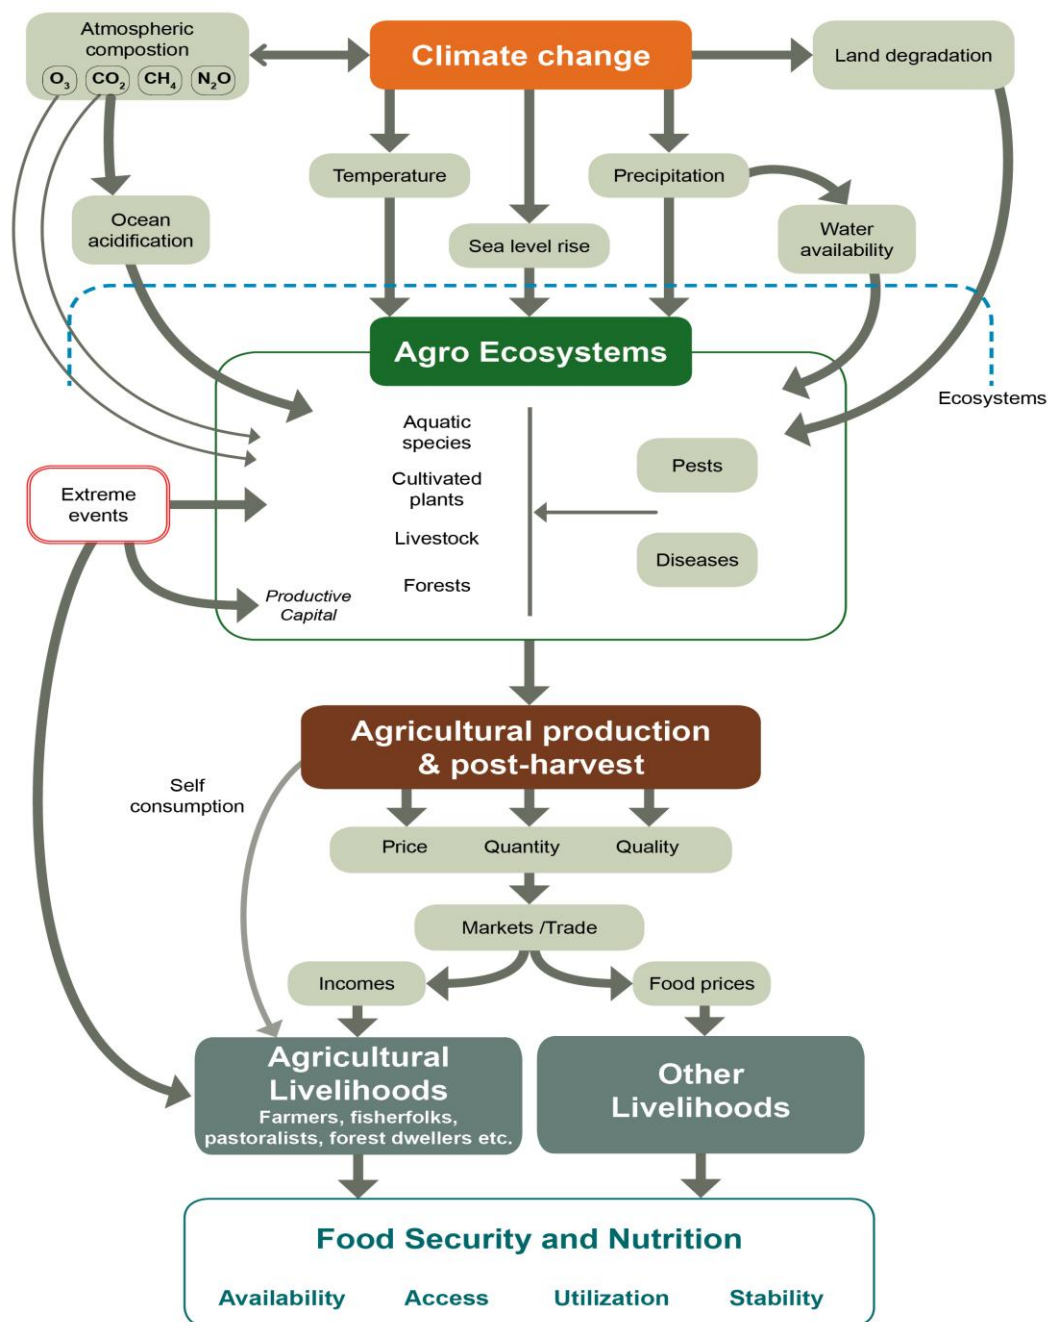 Atmospheric
compostion
O3 CO2 CH4 N2O
Climate change
Land degradation
Temperature
Precipitation
Ocean
acidification
Sea level rise
Water
availability
Agro Ecosystems
Ecosystems
Aquatic
species
Cultivated
plants
Livestock
Forests
Pests
Diseases
Extreme
events
Productive
Capital
Agricultural production
& post-harvest
Self
consumption
Price Quantity Quality
Markets /Trade
Incomes
Food prices
Agricultural
Livelihoods
Farmers, fisherfolks,
pastoralists, forest dwellers etc.
Other
Livelihoods
Food Security and Nutrition
Availability Access Utilization Stability